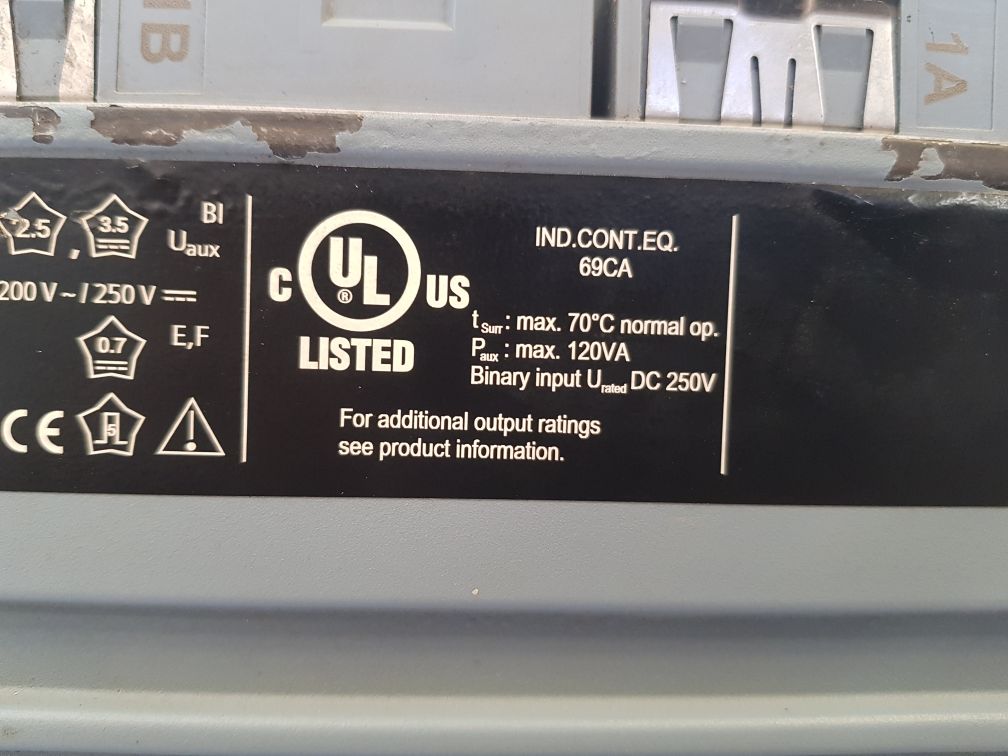 MB
1A
2.5 , 3.5 BI
Uaux
200 V ~ / 250 V
0.7 E,F
CE 5 !
C UL ® US
LISTED
IND.CONT.EQ.
69CA
tSurr : max. 70°C normal op.
Paux : max. 120VA
Binary input Urated DC 250V
For additional output ratings
see product information.